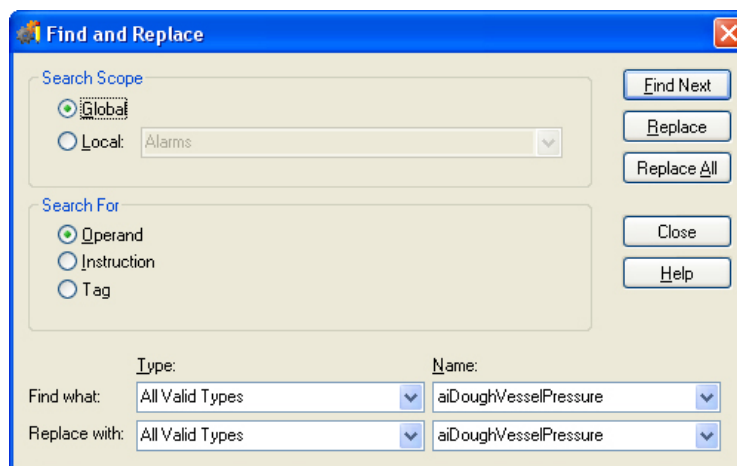 Find and Replace
Search Scope
Global
Local: Alarms
Find Next
Replace
Replace All
Search For
Operand
Instruction
Tag
Close
Help
Type: Name:
Find what: All Valid Types aiDoughVesselPressure
Replace with: All Valid Types aiDoughVesselPressure